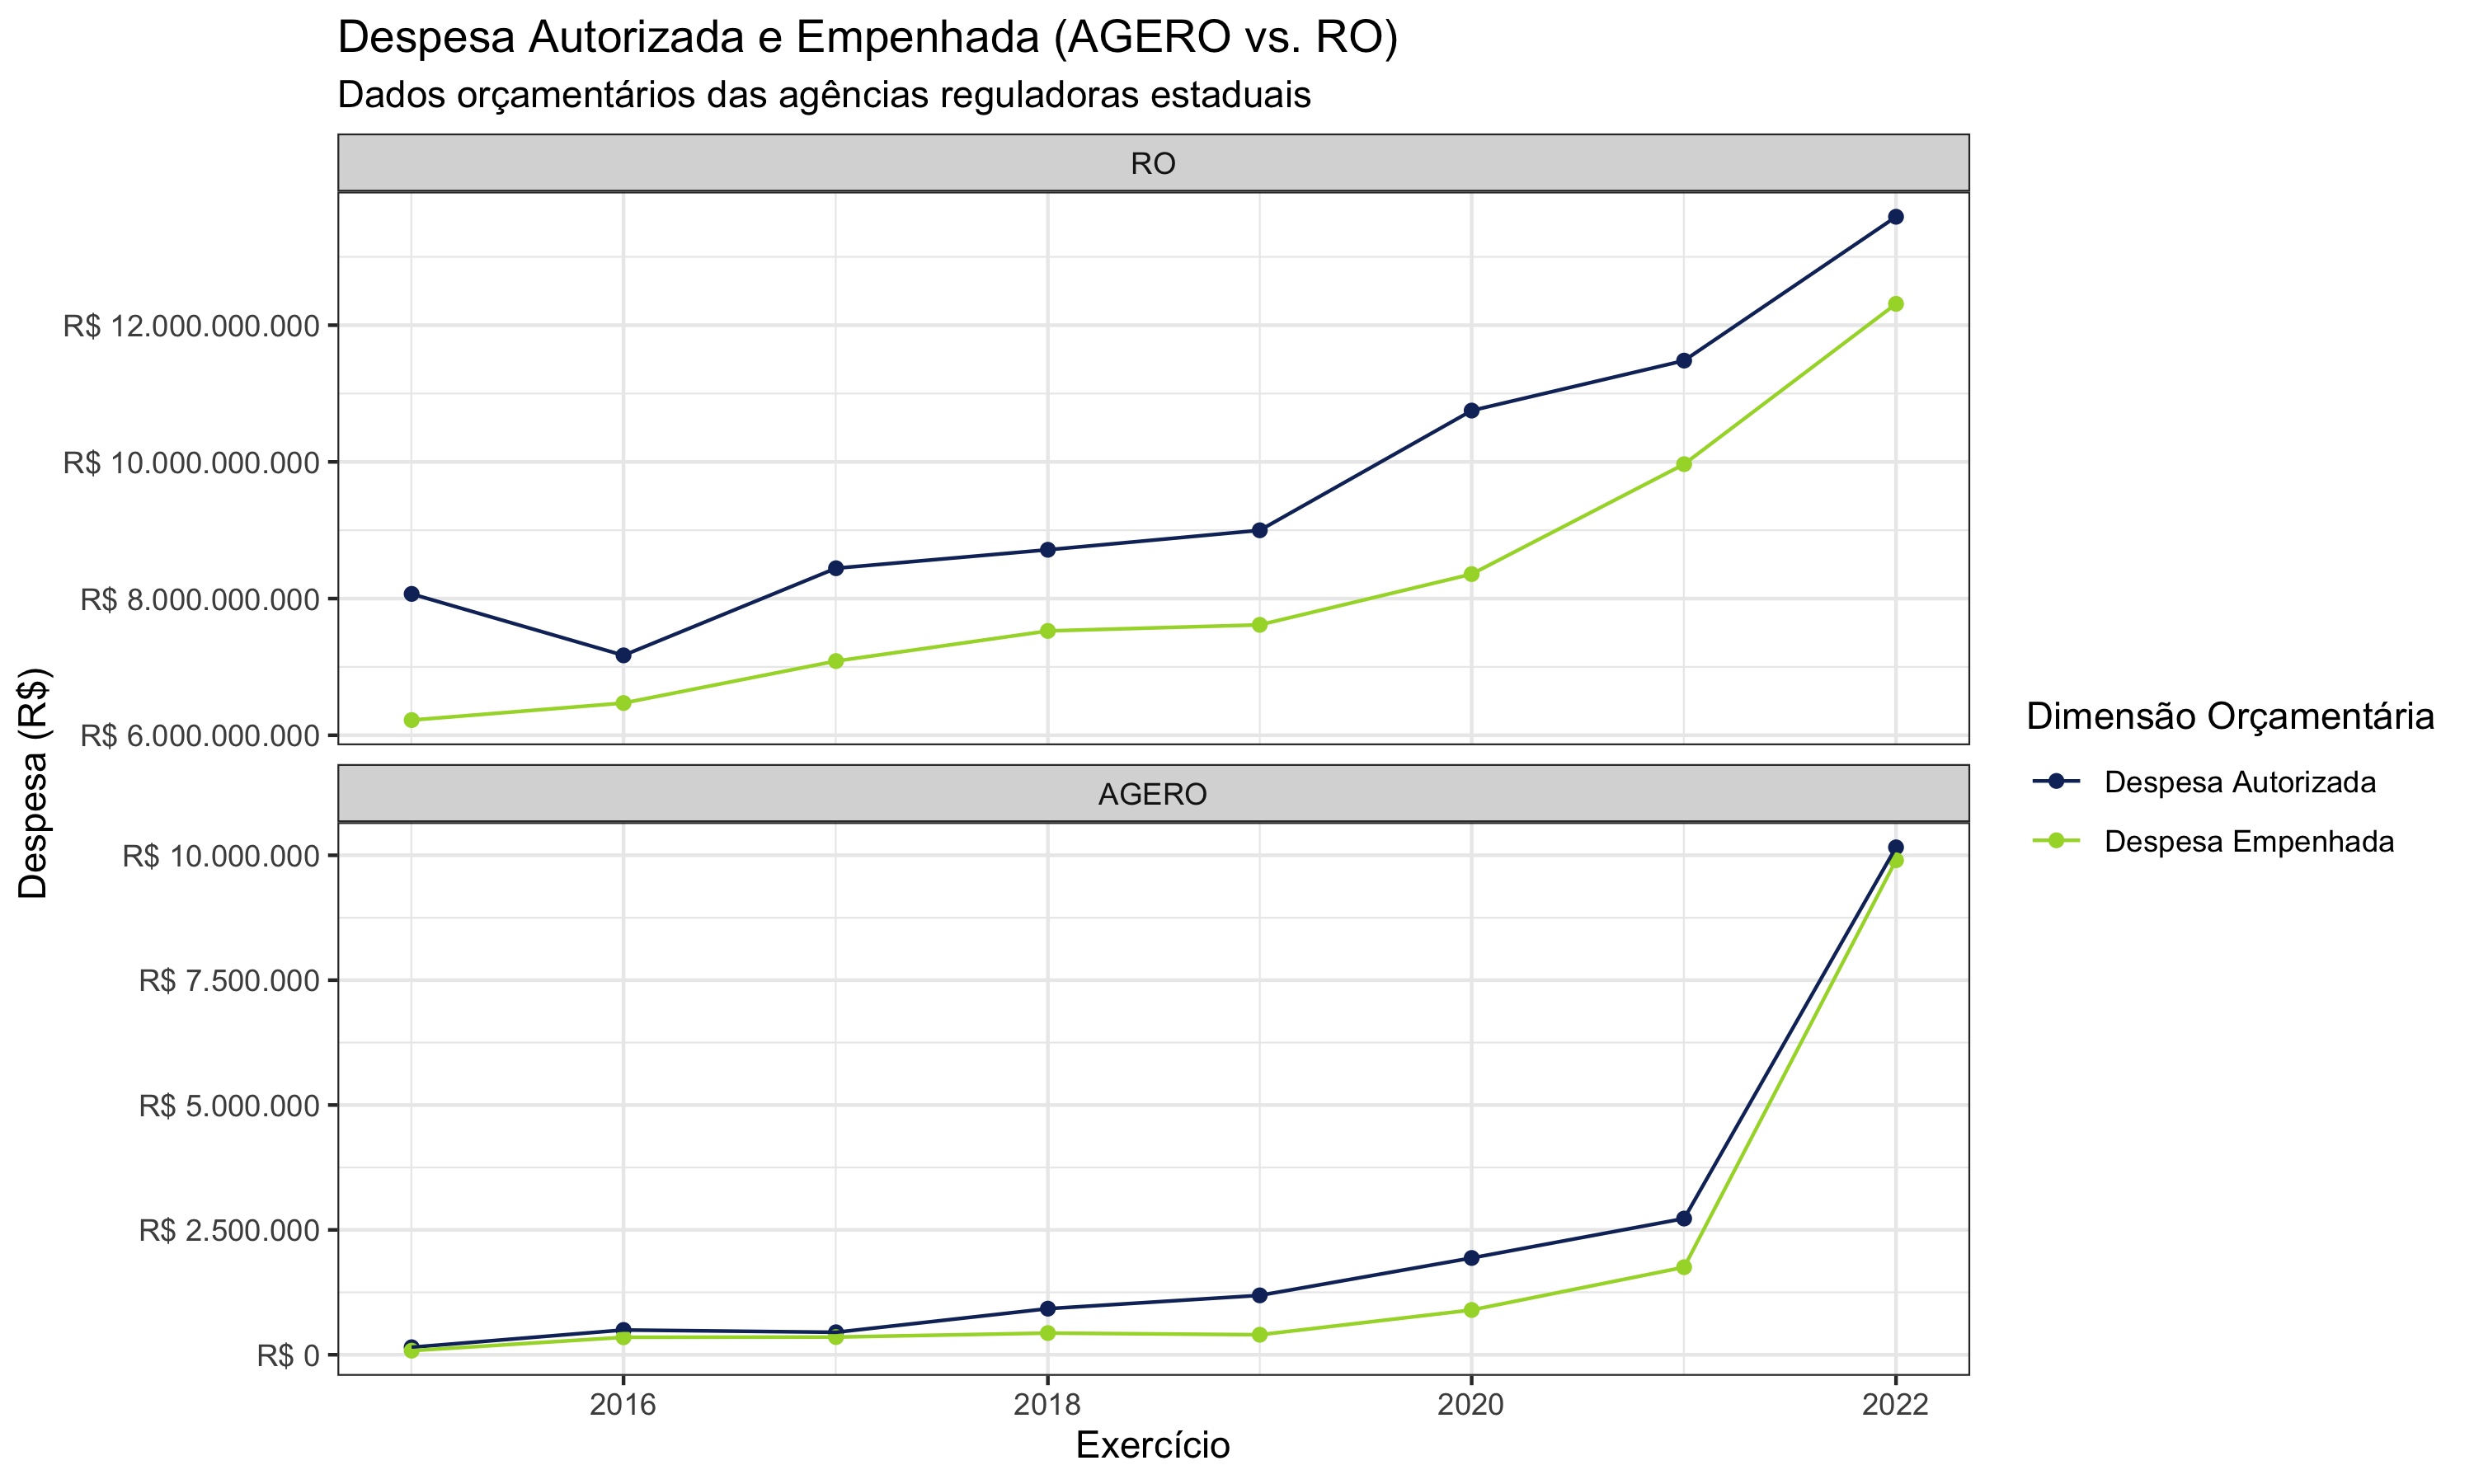 Despesa Autorizada e Empenhada (AGERO vs. RO)
Dados orçamentários das agências reguladoras estaduais
RO
R$ 12.000.000.000
R$ 10.000.000.000
R$ 8.000.000.000
R$ 6.000.000.000
AGERO
R$ 10.000.000
R$ 7.500.000
R$ 5.000.000
R$ 2.500.000
R$ 0
2016
2018
2020
2022
Exercício
Despesa (R$)
Dimensão Orçamentária
Despesa Autorizada
Despesa Empenhada